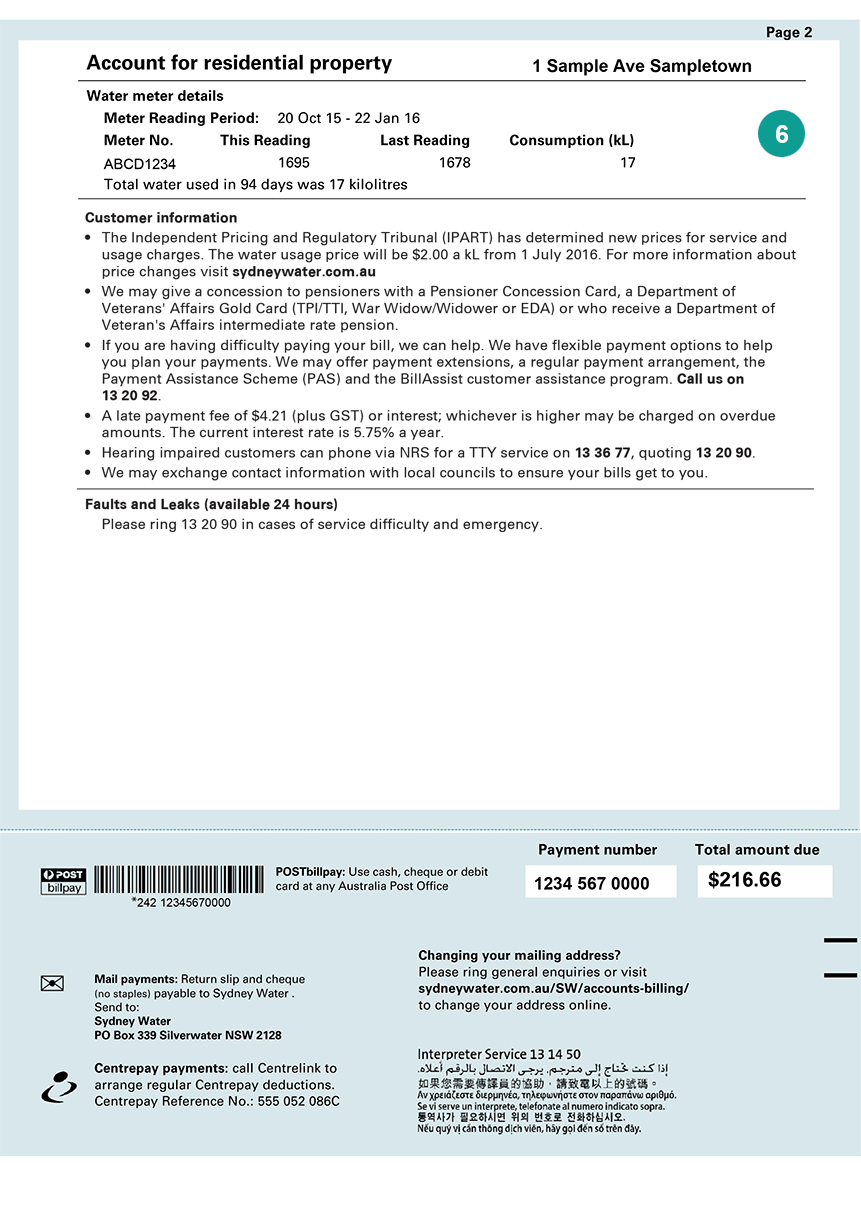 Page 2
Account for residential property 1 Sample Ave Sampletown
Water meter details
Meter Reading Period: 20 Oct 15 - 22 Jan 16
Meter No. This Reading Last Reading Consumption (kL)
6
ABCD1234 1695 1678 17
Total water used in 94 days was 17 kilolitres
Customer information
• The Independent Pricing and Regulatory Tribunal (IPART) has determined new prices for service and
usage charges. The water usage price will be $2.00 a kL from 1 July 2016. For more information about
price changes visit sydneywater.com.au
• We may give a concession to pensioners with a Pensioner Concession Card, a Department of
Veterans' Affairs Gold Card (TPI/TTI, War Widow/Widower or EDA) or who receive a Department of
Veteran's Affairs intermediate rate pension.
• If you are having difficulty paying your bill, we can help. We have flexible payment options to help
you plan your payments. We may offer payment extensions, a regular payment arrangement, the
Payment Assistance Scheme (PAS) and the BillAssist customer assistance program. Call us on
13 20 92.
• A late payment fee of $4.21 (plus GST) or interest; whichever is higher may be charged on overdue
amounts. The current interest rate is 5.75% a year.
• Hearing impaired customers can phone via NRS for a TTY service on 13 36 77, quoting 13 20 90.
• We may exchange contact information with local councils to ensure your bills get to you.
Faults and Leaks (available 24 hours)
Please ring 13 20 90 in cases of service difficulty and emergency.
Payment number Total amount due
1234 567 0000 $216.66
POST
billpay
*242 12345670000
POSTbillpay: Use cash, cheque or debit
card at any Australia Post Office
Mail payments: Return slip and cheque
(no staples) payable to Sydney Water .
Send to:
Sydney Water
PO Box 339 Silverwater NSW 2128
Centrepay payments: call Centrelink to
arrange regular Centrepay deductions.
Centrepay Reference No.: 555 052 086C
Changing your mailing address?
Please ring general enquiries or visit
sydneywater.com.au/SW/accounts-billing/
to change your address online.
Interpreter Service 13 14 50
إذا كنت تحتاج إلى مترجم، يرجى الاتصال بالرقم أعلاه.
如果您需要傳譯員的協助，請致電以上的號碼。
Αν χρειάζεστε διερμηνέα, τηλεφωνήστε στον παραπάνω αριθμό.
Se vi serve un interprete, telefonate al numero indicato sopra.
통역사가 필요하시면 위의 번호로 전화하십시오.
Nếu quý vị cần thông dịch viên, hãy gọi đến số trên đây.